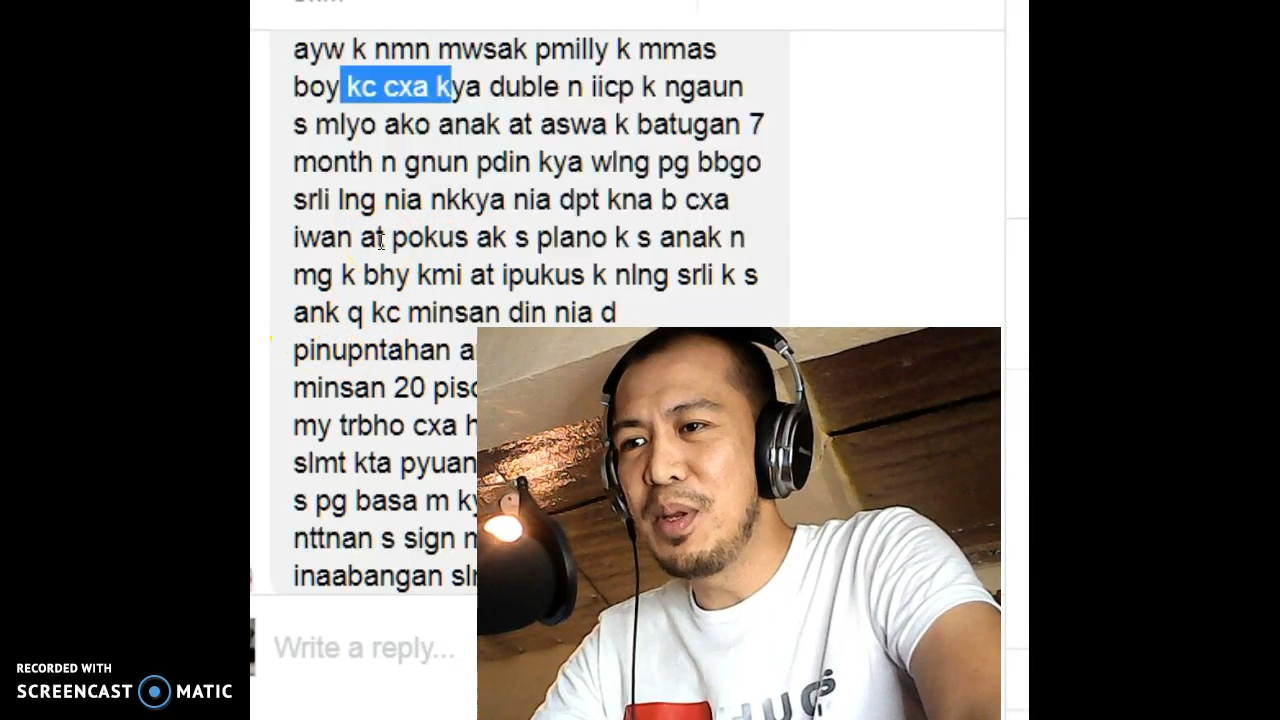 ayw k nmn mwsak pmilly k mmas
boy kc cxa kya duble n iicp k ngaun
s mlyo ako anak at aswa k batugan 7
month n gnun pdin kya wlng pg bbgo
srli lng nia nkkya nia dpt kna b cxa
iwan at pokus ak s plano k s anak n
mg k bhy kmi at ipukus k nlng srli k s
ank q kc minsan din nia d
pinupntahan
minsan 20
my trbho cxa
slmt kta
s pg basa m
nttnan s sign
inaabangan
Write a reply...
RECORDED WITH
SCREENCAST MATIC